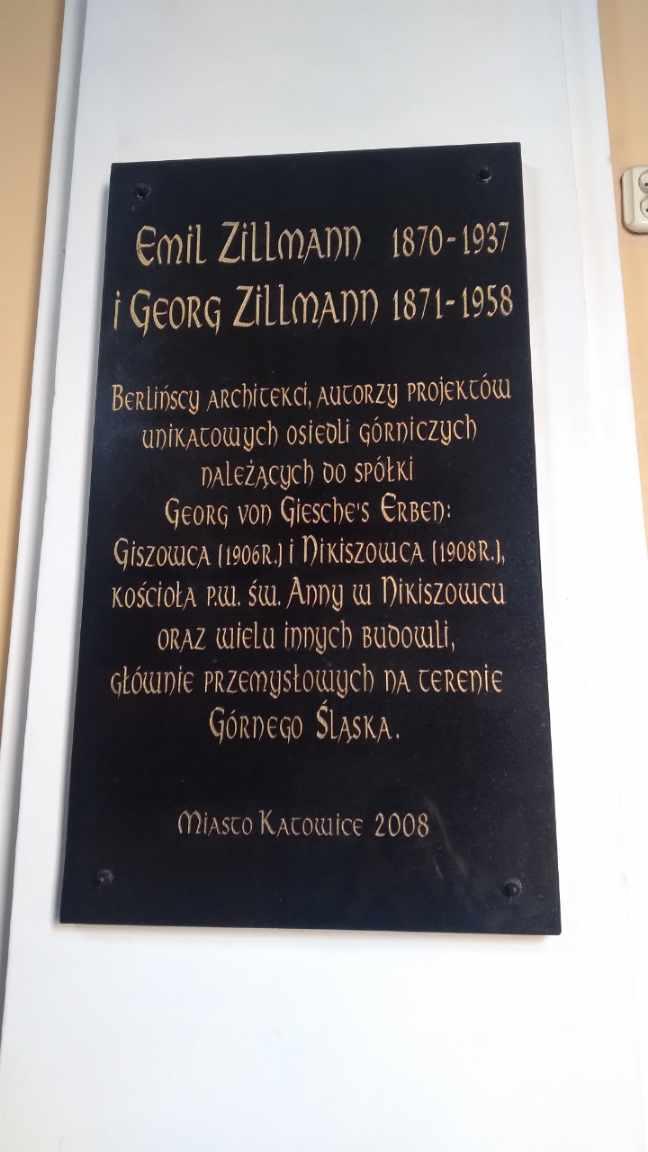 Emil Zillmann 1870-1937
i Georg Zillmann 1871-1958
Berlińscy architekci, autorzy projektów
unikatowych osiedli górniczych
należących do spółki
Georg von Giesche's Erben:
Giszowca (1906r.) i Nikiszowca (1908r.),
kościoła p.w. św. Anny w Nikiszowcu
oraz wielu innych budowli,
głównie przemysłowych na terenie
Górnego Śląska.
Miasto Katowice 2008